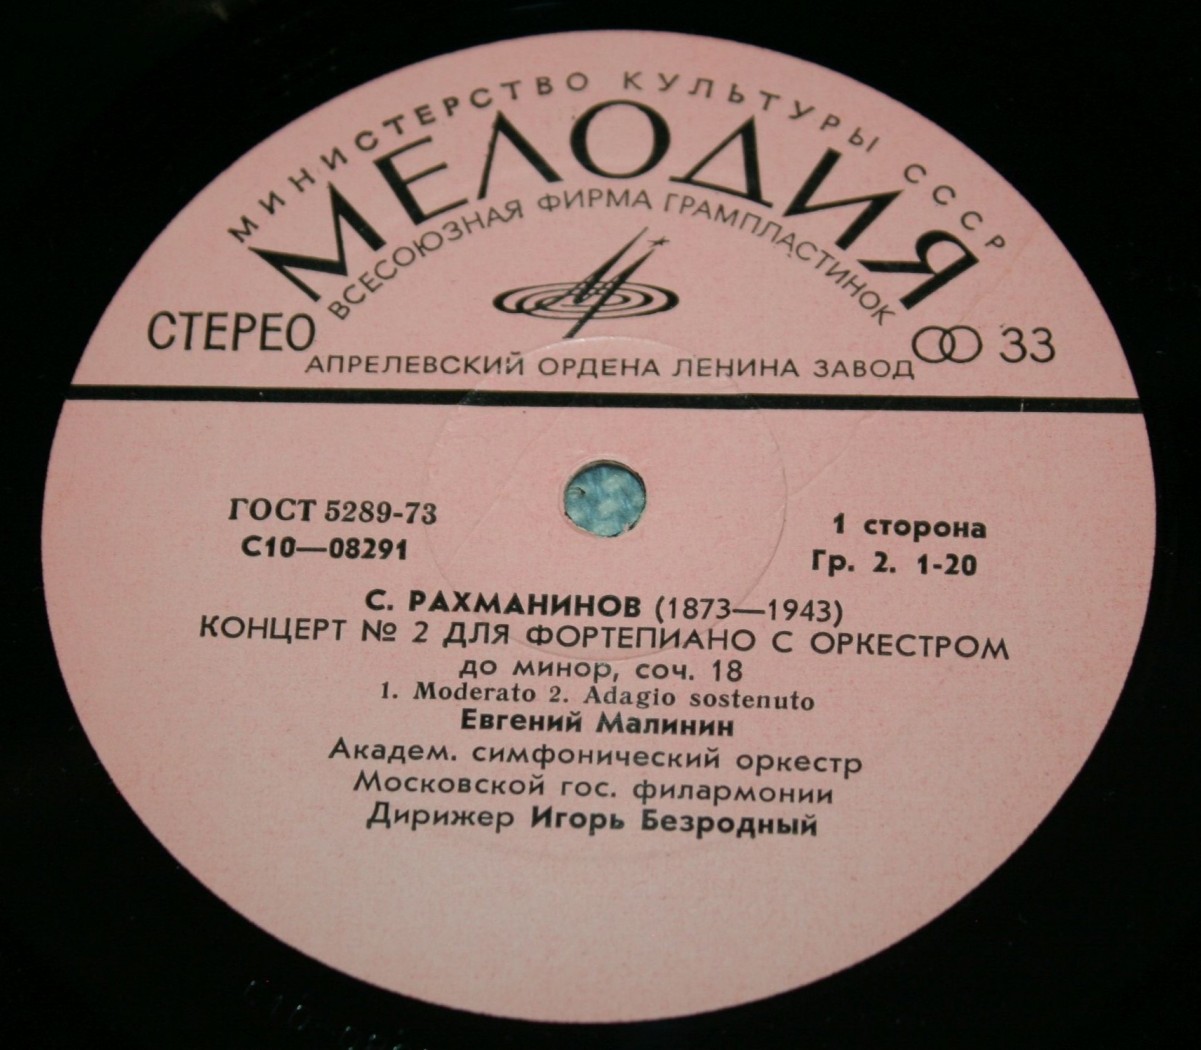 МИНИСТЕРСТВО КУЛЬТУРЫ СССР
МЕЛОДИЯ
ВСЕСОЮЗНАЯ ФИРМА ГРАМПЛАСТИНОК
СТЕРЕО
33
АПРЕЛЕВСКИЙ ОРДЕНА ЛЕНИНА ЗАВОД
ГОСТ 5289-73
С10—08291
1 сторона
Гр. 2. 1-20
С. РАХМАНИНОВ (1873—1943)
КОНЦЕРТ № 2 ДЛЯ ФОРТЕПИАНО С ОРКЕСТРОМ
до минор, соч. 18
1. Moderato 2. Adagio sostenuto
Евгений Малинин
Академ. симфонический оркестр
Московской гос. филармонии
Дирижер Игорь Безродный